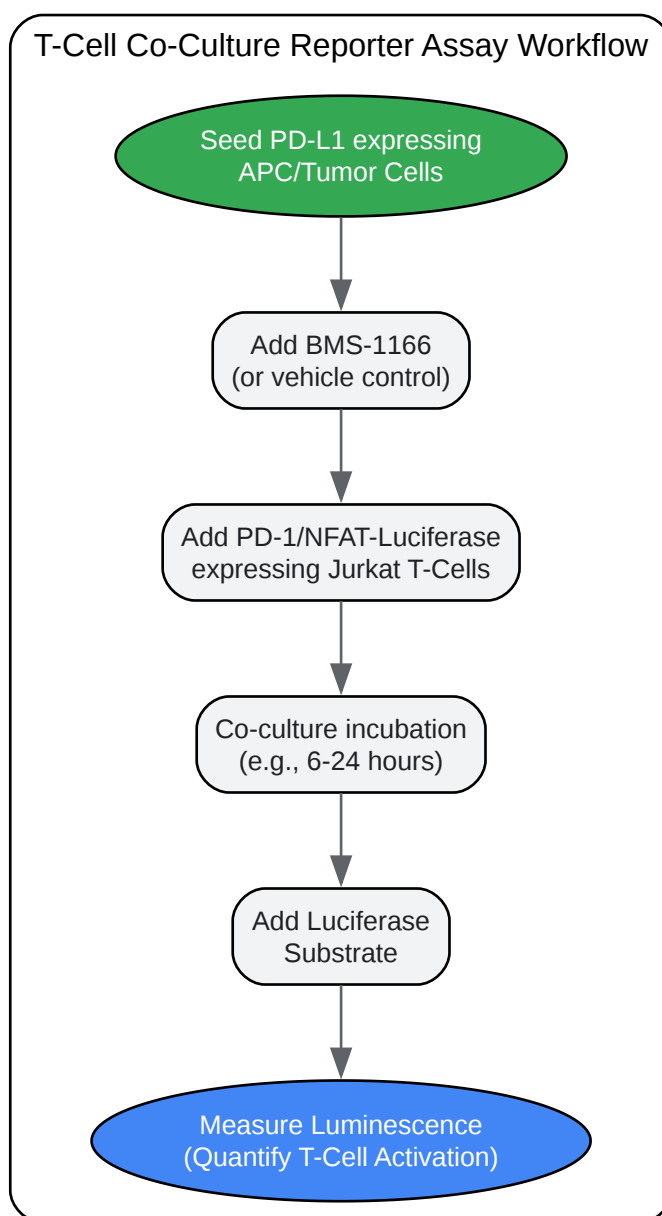 T-Cell Co-Culture Reporter Assay Workflow
Seed PD-L1 expressing
APC/Tumor Cells
Add BMS-1166
(or vehicle control)
Add PD-1/NFAT-Luciferase
expressing Jurkat T-Cells
Co-culture incubation
(e.g., 6-24 hours)
Add Luciferase
Substrate
Measure Luminescence
(Quantify T-Cell Activation)